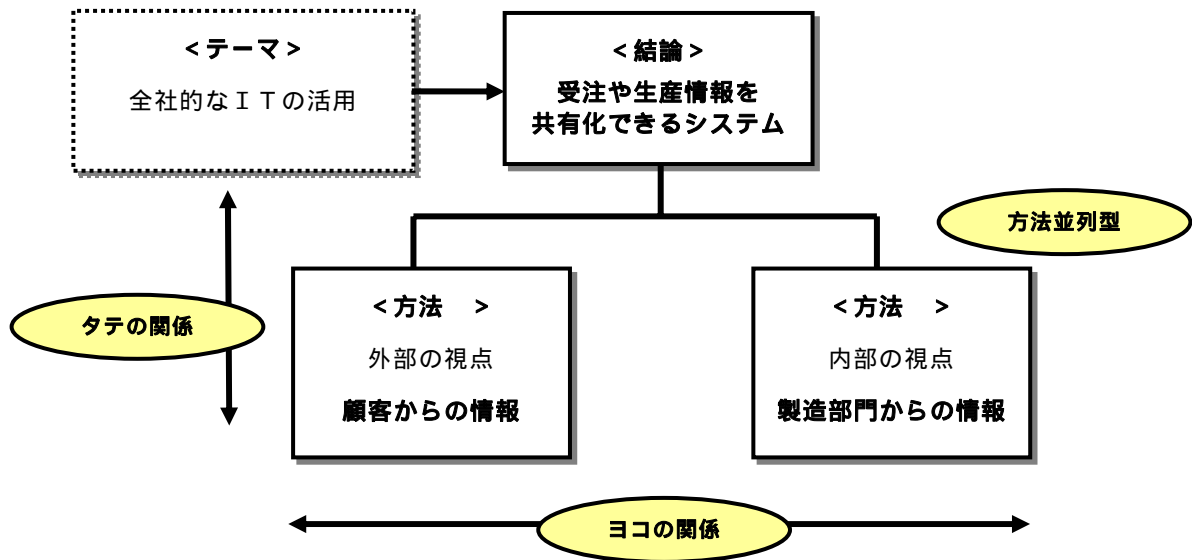 <テーマ>
全社的なＩＴの活用
<結論>
受注や生産情報を
共有化できるシステム
方法並列型
タテの関係
<方法　>
外部の視点
顧客からの情報
<方法　>
内部の視点
製造部門からの情報
ヨコの関係